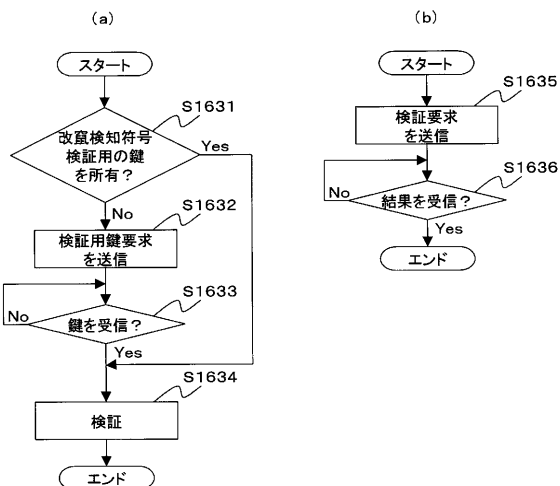 (a)
スタート
S1631
改竄検知符号
検証用の鍵
を所有？
Yes
No
S1632
検証用鍵要求
を送信
S1633
No
鍵を受信？
Yes
S1634
検証
エンド
(b)
スタート
S1635
検証要求
を送信
S1636
No
結果を受信？
Yes
エンド